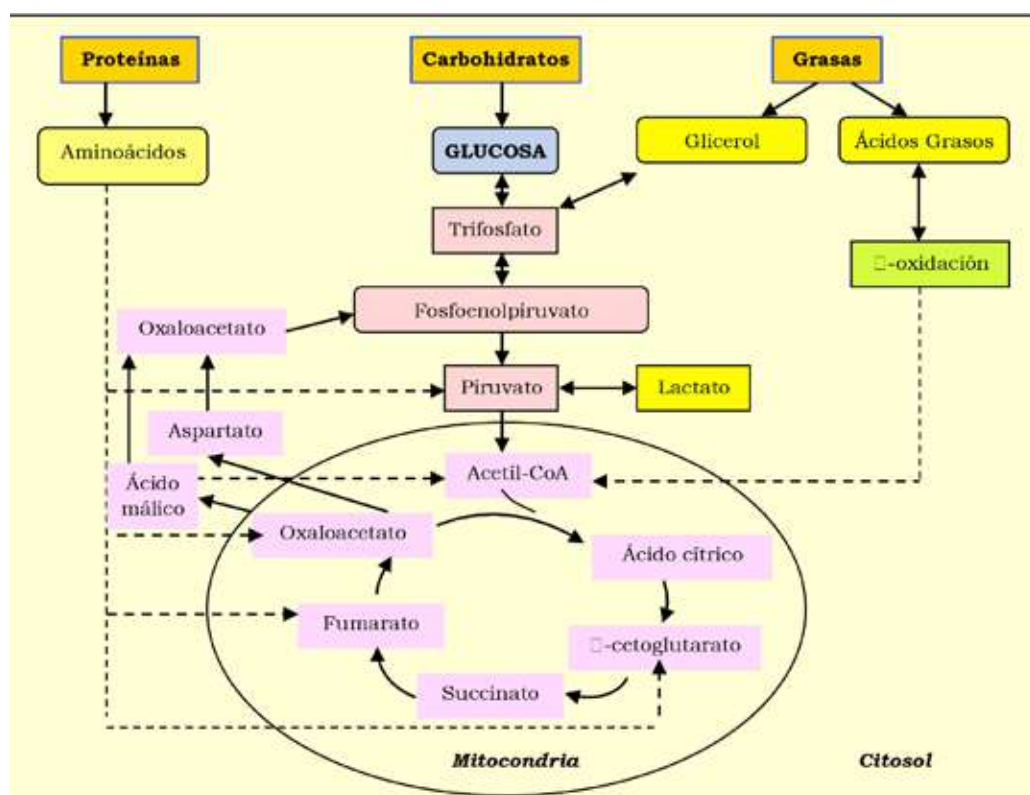 Proteínas
Carbohidratos
Grasas
Aminoácidos
GLUCOSA
Glicerol
Ácidos Grasos
Trifosfato
□-oxidación
Fosfoenolpiruvato
Oxaloacetato
Piruvato
Lactato
Aspartato
Acetil-CoA
Ácido
málico
Oxaloacetato
Ácido cítrico
Fumarato
□-cetoglutarato
Succinato
Mitocondria
Citosol